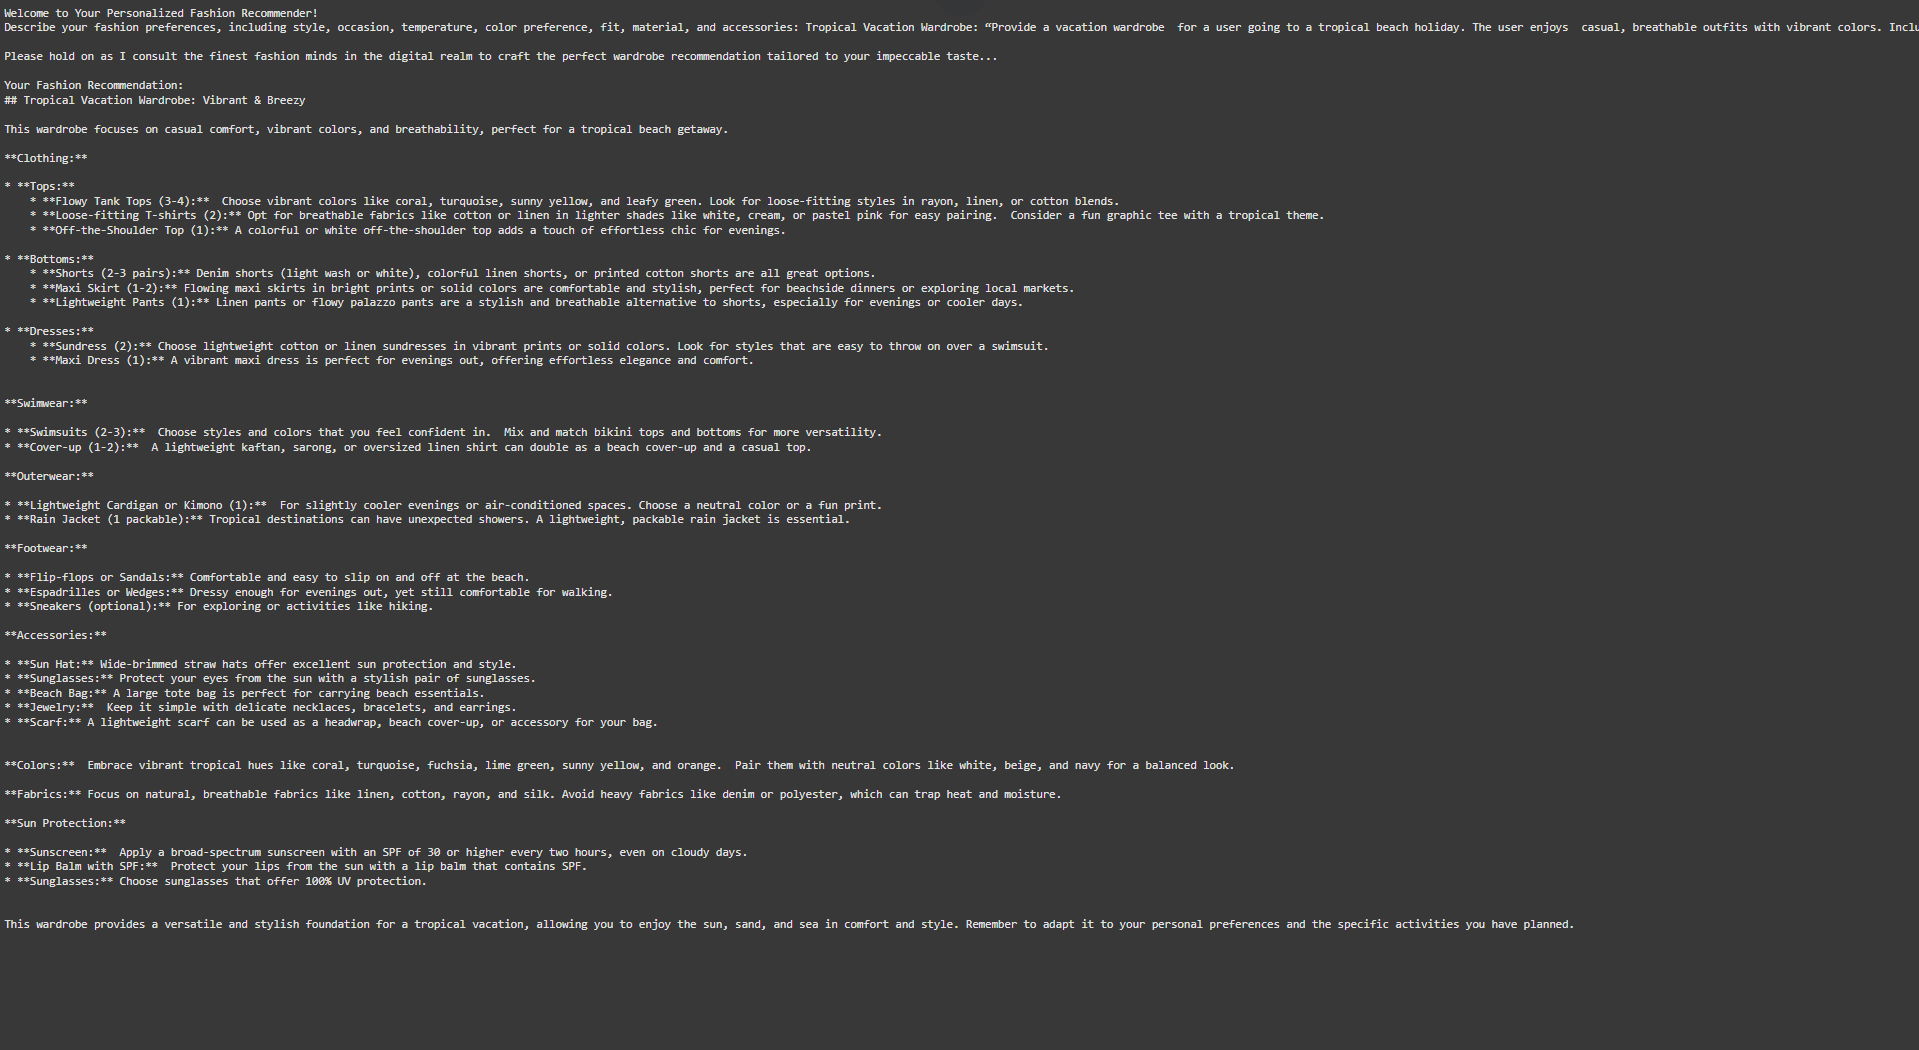 Welcome to Your Personalized Fashion Recommender!
Describe your fashion preferences, including style, occasion, temperature, color preference, fit, material, and accessories: Tropical Vacation Wardrobe: “Provide a vacation wardrobe  for a user going to a tropical beach holiday. The user enjoys  casual, breathable outfits with vibrant colors. Inclu
Please hold on as I consult the finest fashion minds in the digital realm to craft the perfect wardrobe recommendation tailored to your impeccable taste...
Your Fashion Recommendation:
## Tropical Vacation Wardrobe: Vibrant & Breezy
This wardrobe focuses on casual comfort, vibrant colors, and breathability, perfect for a tropical beach getaway.
**Clothing:**
* **Tops:**
    * **Flowy Tank Tops (3-4):**  Choose vibrant colors like coral, turquoise, sunny yellow, and leafy green. Look for loose-fitting styles in rayon, linen, or cotton blends.
    * **Loose-fitting T-shirts (2):** Opt for breathable fabrics like cotton or linen in lighter shades like white, cream, or pastel pink for easy pairing.  Consider a fun graphic tee with a tropical theme.
    * **Off-the-Shoulder Top (1):** A colorful or white off-the-shoulder top adds a touch of effortless chic for evenings.
* **Bottoms:**
    * **Shorts (2-3 pairs):** Denim shorts (light wash or white), colorful linen shorts, or printed cotton shorts are all great options.
    * **Maxi Skirt (1-2):** Flowing maxi skirts in bright prints or solid colors are comfortable and stylish, perfect for beachside dinners or exploring local markets.
    * **Lightweight Pants (1):** Linen pants or flowy palazzo pants are a stylish and breathable alternative to shorts, especially for evenings or cooler days.
* **Dresses:**
    * **Sundress (2):** Choose lightweight cotton or linen sundresses in vibrant prints or solid colors. Look for styles that are easy to throw on over a swimsuit.
    * **Maxi Dress (1):** A vibrant maxi dress is perfect for evenings out, offering effortless elegance and comfort.
**Swimwear:**
* **Swimsuits (2-3):**  Choose styles and colors that you feel confident in.  Mix and match bikini tops and bottoms for more versatility.
* **Cover-up (1-2):**  A lightweight kaftan, sarong, or oversized linen shirt can double as a beach cover-up and a casual top.
**Outerwear:**
* **Lightweight Cardigan or Kimono (1):**  For slightly cooler evenings or air-conditioned spaces. Choose a neutral color or a fun print.
* **Rain Jacket (1 packable):** Tropical destinations can have unexpected showers. A lightweight, packable rain jacket is essential.
**Footwear:**
* **Flip-flops or Sandals:** Comfortable and easy to slip on and off at the beach.
* **Espadrilles or Wedges:** Dressy enough for evenings out, yet still comfortable for walking.
* **Sneakers (optional):** For exploring or activities like hiking.
**Accessories:**
* **Sun Hat:** Wide-brimmed straw hats offer excellent sun protection and style.
* **Sunglasses:** Protect your eyes from the sun with a stylish pair of sunglasses.
* **Beach Bag:** A large tote bag is perfect for carrying beach essentials.
* **Jewelry:**  Keep it simple with delicate necklaces, bracelets, and earrings.
* **Scarf:** A lightweight scarf can be used as a headwrap, beach cover-up, or accessory for your bag.
**Colors:**  Embrace vibrant tropical hues like coral, turquoise, fuchsia, lime green, sunny yellow, and orange.  Pair them with neutral colors like white, beige, and navy for a balanced look.
**Fabrics:** Focus on natural, breathable fabrics like linen, cotton, rayon, and silk. Avoid heavy fabrics like denim or polyester, which can trap heat and moisture.
**Sun Protection:**
* **Sunscreen:**  Apply a broad-spectrum sunscreen with an SPF of 30 or higher every two hours, even on cloudy days.
* **Lip Balm with SPF:**  Protect your lips from the sun with a lip balm that contains SPF.
* **Sunglasses:** Choose sunglasses that offer 100% UV protection.
This wardrobe provides a versatile and stylish foundation for a tropical vacation, allowing you to enjoy the sun, sand, and sea in comfort and style. Remember to adapt it to your personal preferences and the specific activities you have planned.